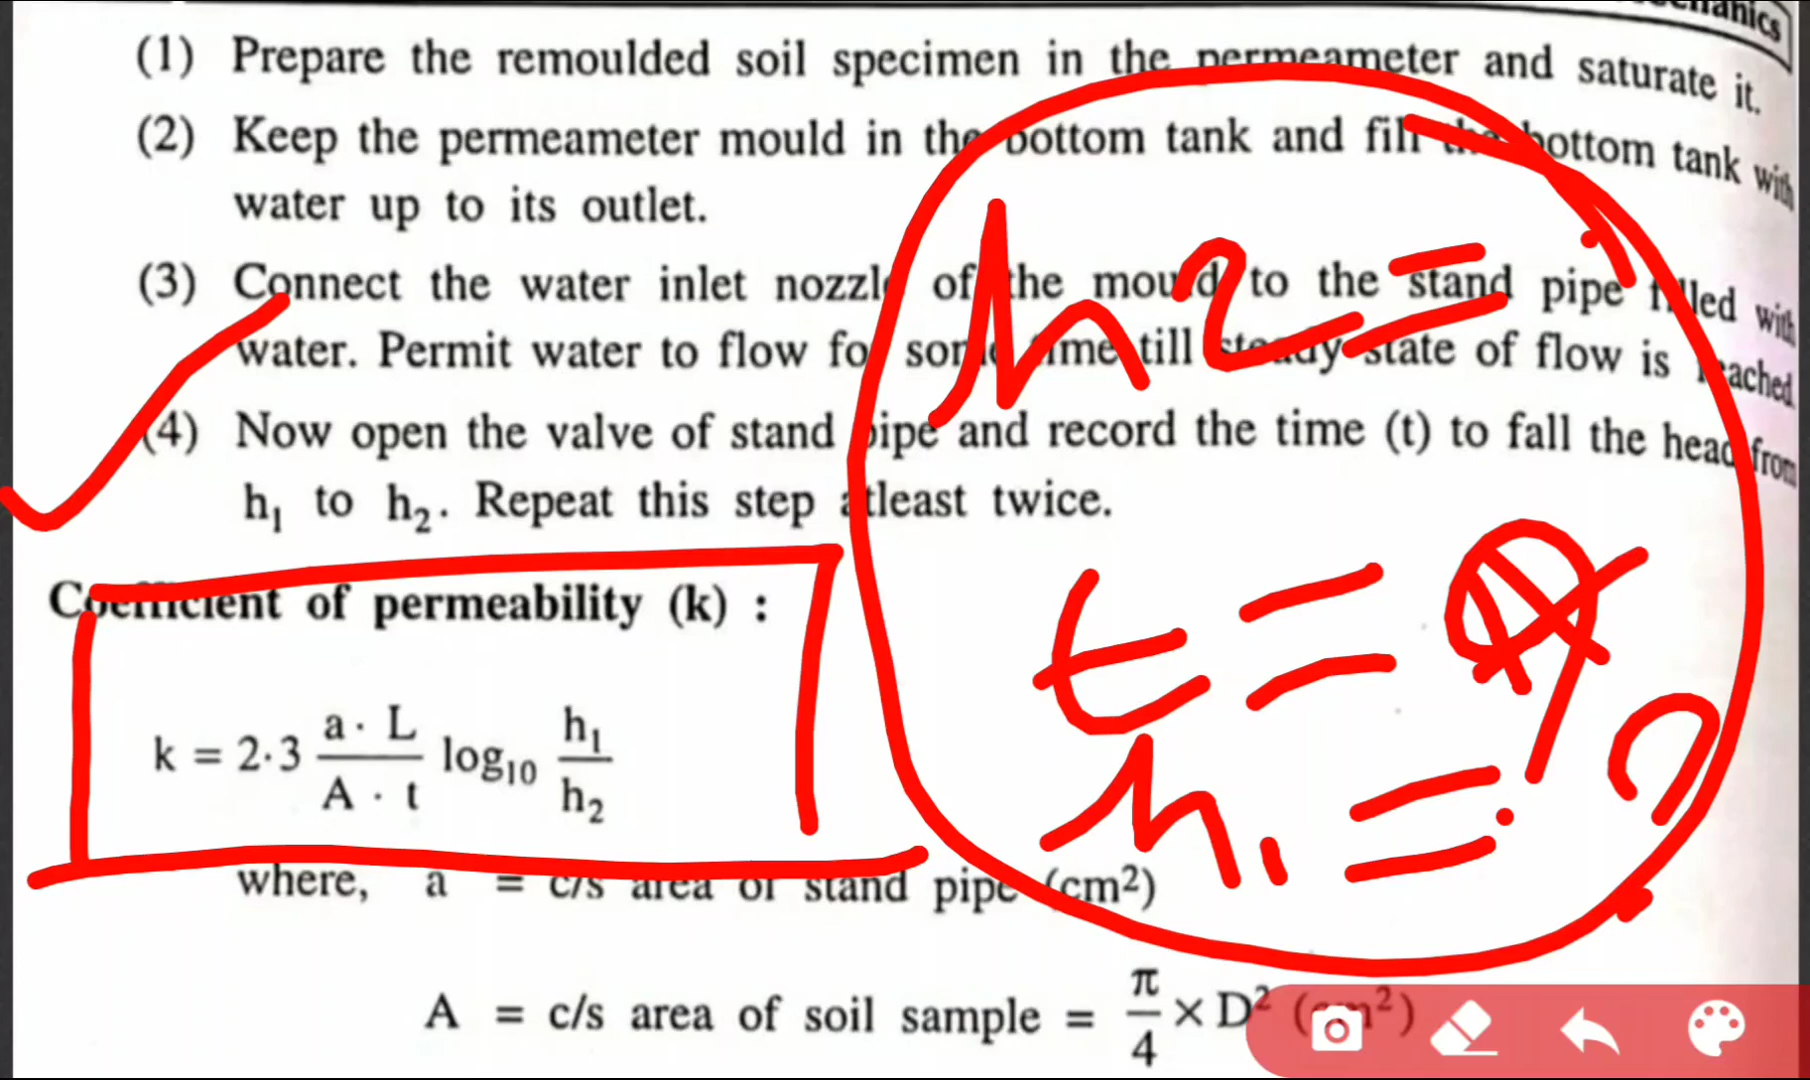 (1) Prepare the remoulded soil specimen in the permeameter and saturate it.
(2) Keep the permeameter mould in the bottom tank and fill the bottom tank with
water up to its outlet.
(3) Connect the water inlet nozzle of the mould to the stand pipe filled with
water. Permit water to flow for some time till steady state of flow is reached.
(4) Now open the valve of stand pipe and record the time (t) to fall the head from
h₁ to h₂. Repeat this step atleast twice.
h2 =
t =
h₁ =
Coefficient of permeability (k) :
k = 2·3 (a · L)/(A · t) log₁₀ h₁/h₂
where, a = c/s area of stand pipe (cm²)
A = c/s area of soil sample = π/4 × D² (cm²)